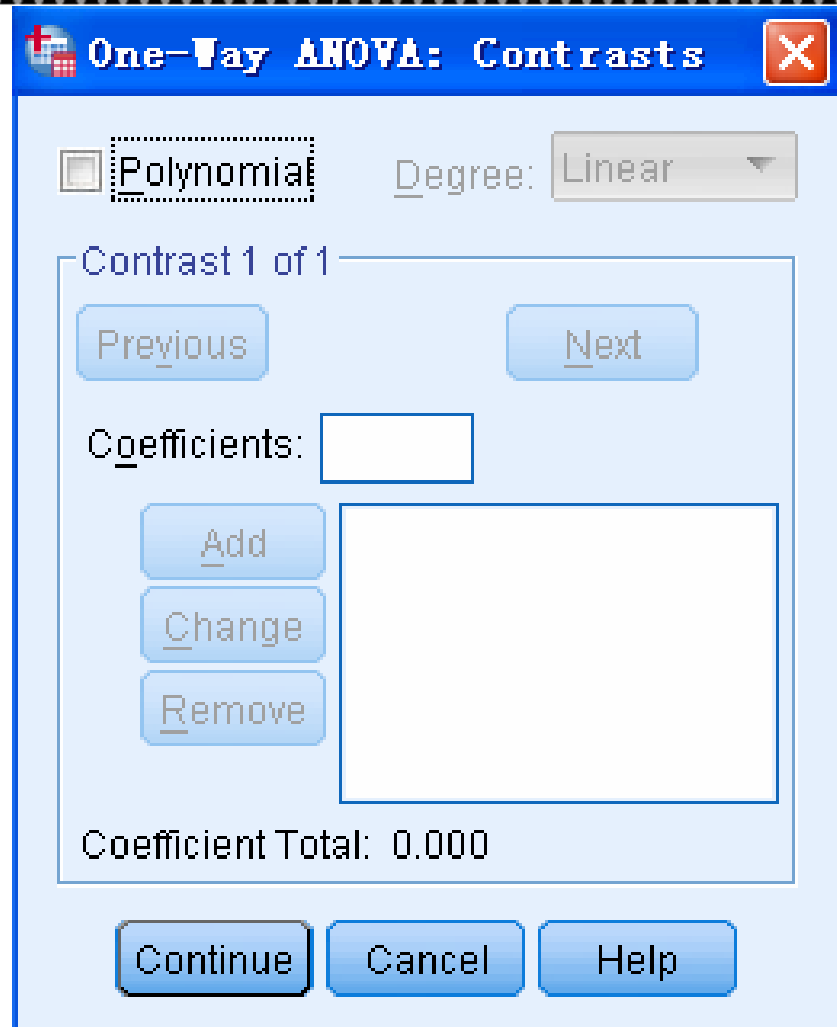 One-Way ANOVA: Contrasts
Polynomial Degree: Linear
Contrast 1 of 1
Previous Next
Coefficients:
Add
Change
Remove
Coefficient Total: 0.000
Continue Cancel Help